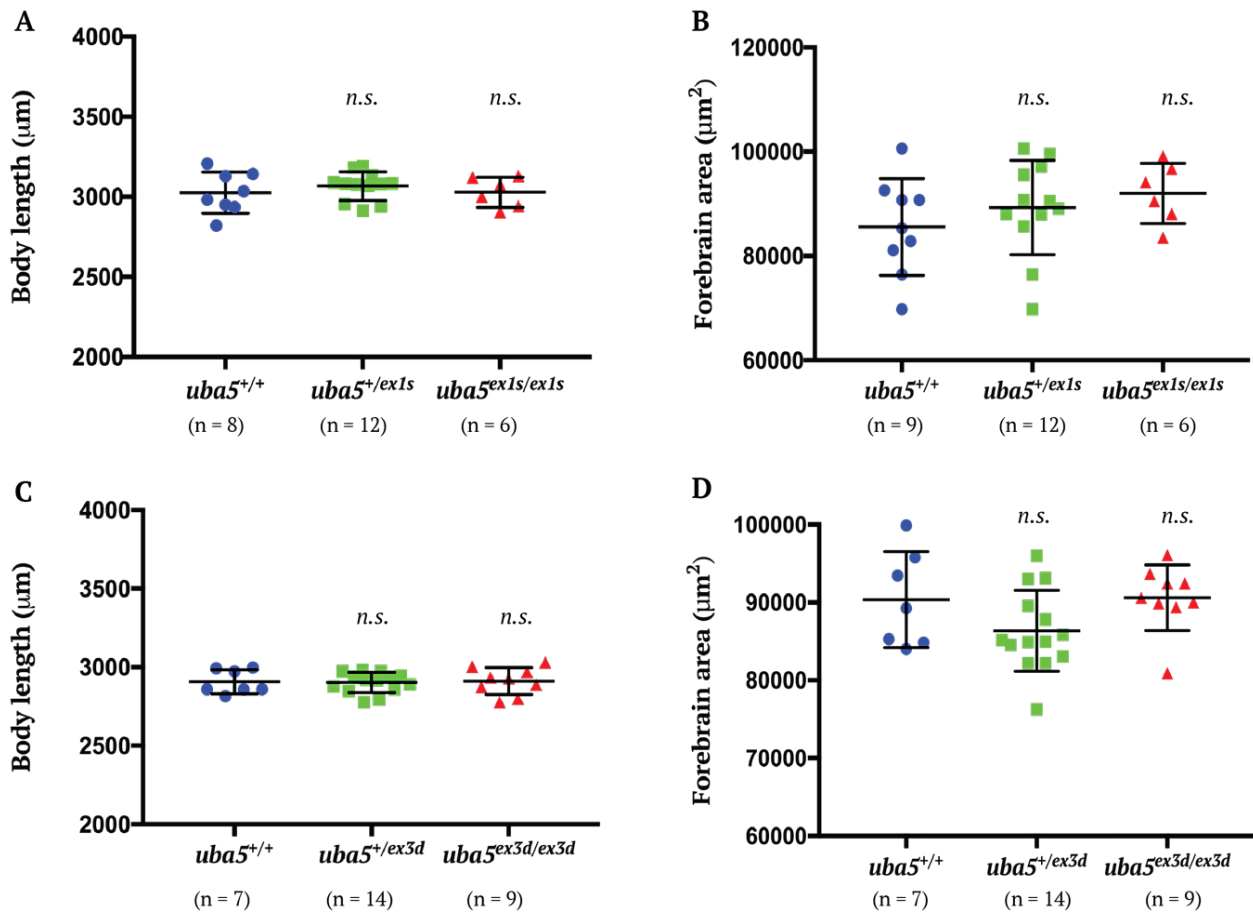 A
Body length (μm)
4000
3500
3000
2500
2000
n.s.
n.s.
uba5+/+
uba5+/ex1s
uba5ex1s/ex1s
(n = 8)
(n = 12)
(n = 6)
B
Forebrain area (μm²)
120000
100000
80000
60000
n.s.
n.s.
uba5+/+
uba5+/ex1s
uba5ex1s/ex1s
(n = 9)
(n = 12)
(n = 6)
C
Body length (μm)
4000
3500
3000
2500
2000
n.s.
n.s.
uba5+/+
uba5+/ex3d
uba5ex3d/ex3d
(n = 7)
(n = 14)
(n = 9)
D
Forebrain area (μm²)
100000
90000
80000
70000
60000
n.s.
n.s.
uba5+/+
uba5+/ex3d
uba5ex3d/ex3d
(n = 7)
(n = 14)
(n = 9)